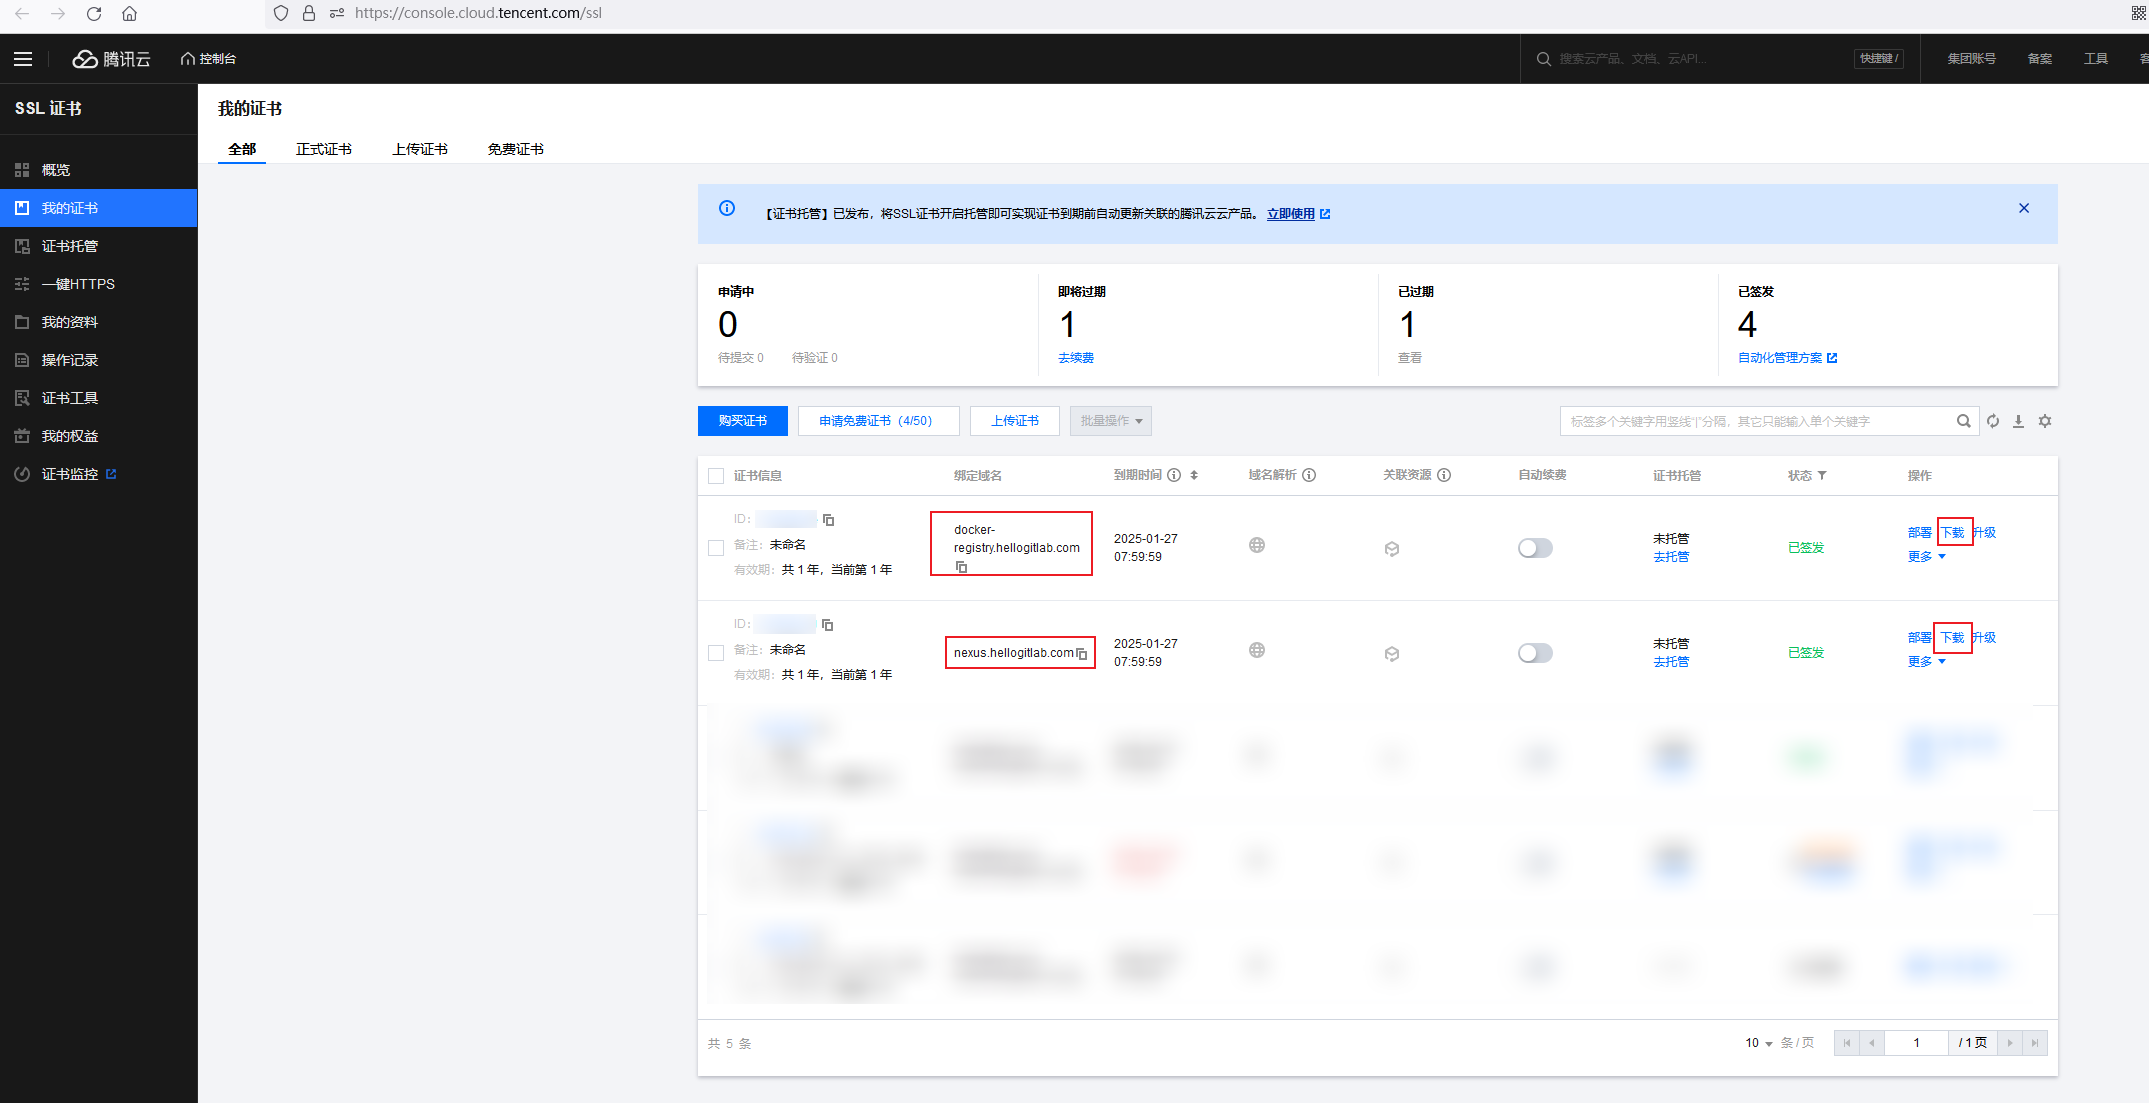 https://console.cloud.tencent.com/ssl
腾讯云
控制台
搜索云产品、文档、云API...
快捷键 /
集团账号
备案
工具
SSL 证书
概览
我的证书
证书托管
一键HTTPS
我的资料
操作记录
证书工具
我的权益
证书监控
我的证书
全部 正式证书 上传证书 免费证书
【证书托管】已发布，将SSL证书开启托管即可实现证书到期前自动更新关联的腾讯云云产品。 立即使用
申请中 即将过期 已过期 已签发
0 1 1 4
待提交 0 待验证 0 去续费 查看 自动化管理方案
购买证书 申请免费证书（4/50） 上传证书 批量操作 标签多个关键字用竖线“|”分隔，其它只能输入单个关键字
证书信息 绑定域名 到期时间 域名解析 关联资源 自动续费 证书托管 状态 操作
ID：
备注：未命名
有效期：共 1 年，当前第 1 年
docker-
registry.hellogitlab.com
2025-01-27
07:59:59
未托管
去托管
已签发
部署 下载 升级
更多
ID：
备注：未命名
有效期：共 1 年，当前第 1 年
nexus.hellogitlab.com
2025-01-27
07:59:59
未托管
去托管
已签发
部署 下载 升级
更多
共 5 条
10 条 / 页
1 / 1 页